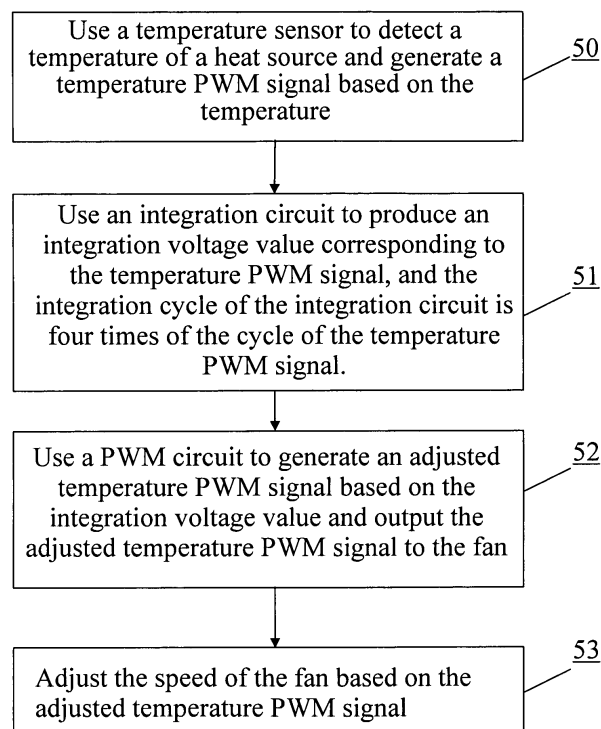 Use a temperature sensor to detect a
temperature of a heat source and generate a
temperature PWM signal based on the
temperature
50
Use an integration circuit to produce an
integration voltage value corresponding to
the temperature PWM signal, and the
integration cycle of the integration circuit is
four times of the cycle of the temperature
PWM signal.
51
Use a PWM circuit to generate an adjusted
temperature PWM signal based on the
integration voltage value and output the
adjusted temperature PWM signal to the fan
52
Adjust the speed of the fan based on the
adjusted temperature PWM signal
53